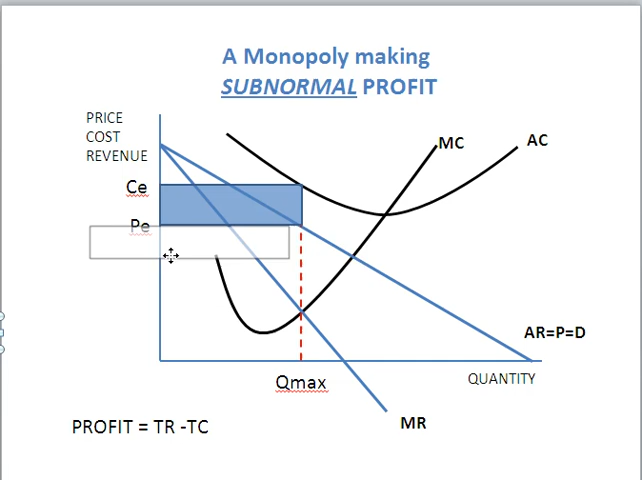 A Monopoly making
SUBNORMAL PROFIT
PRICE
COST
REVENUE
MC
AC
Ce
Pe
AR=P=D
Qmax
QUANTITY
MR
PROFIT = TR -TC